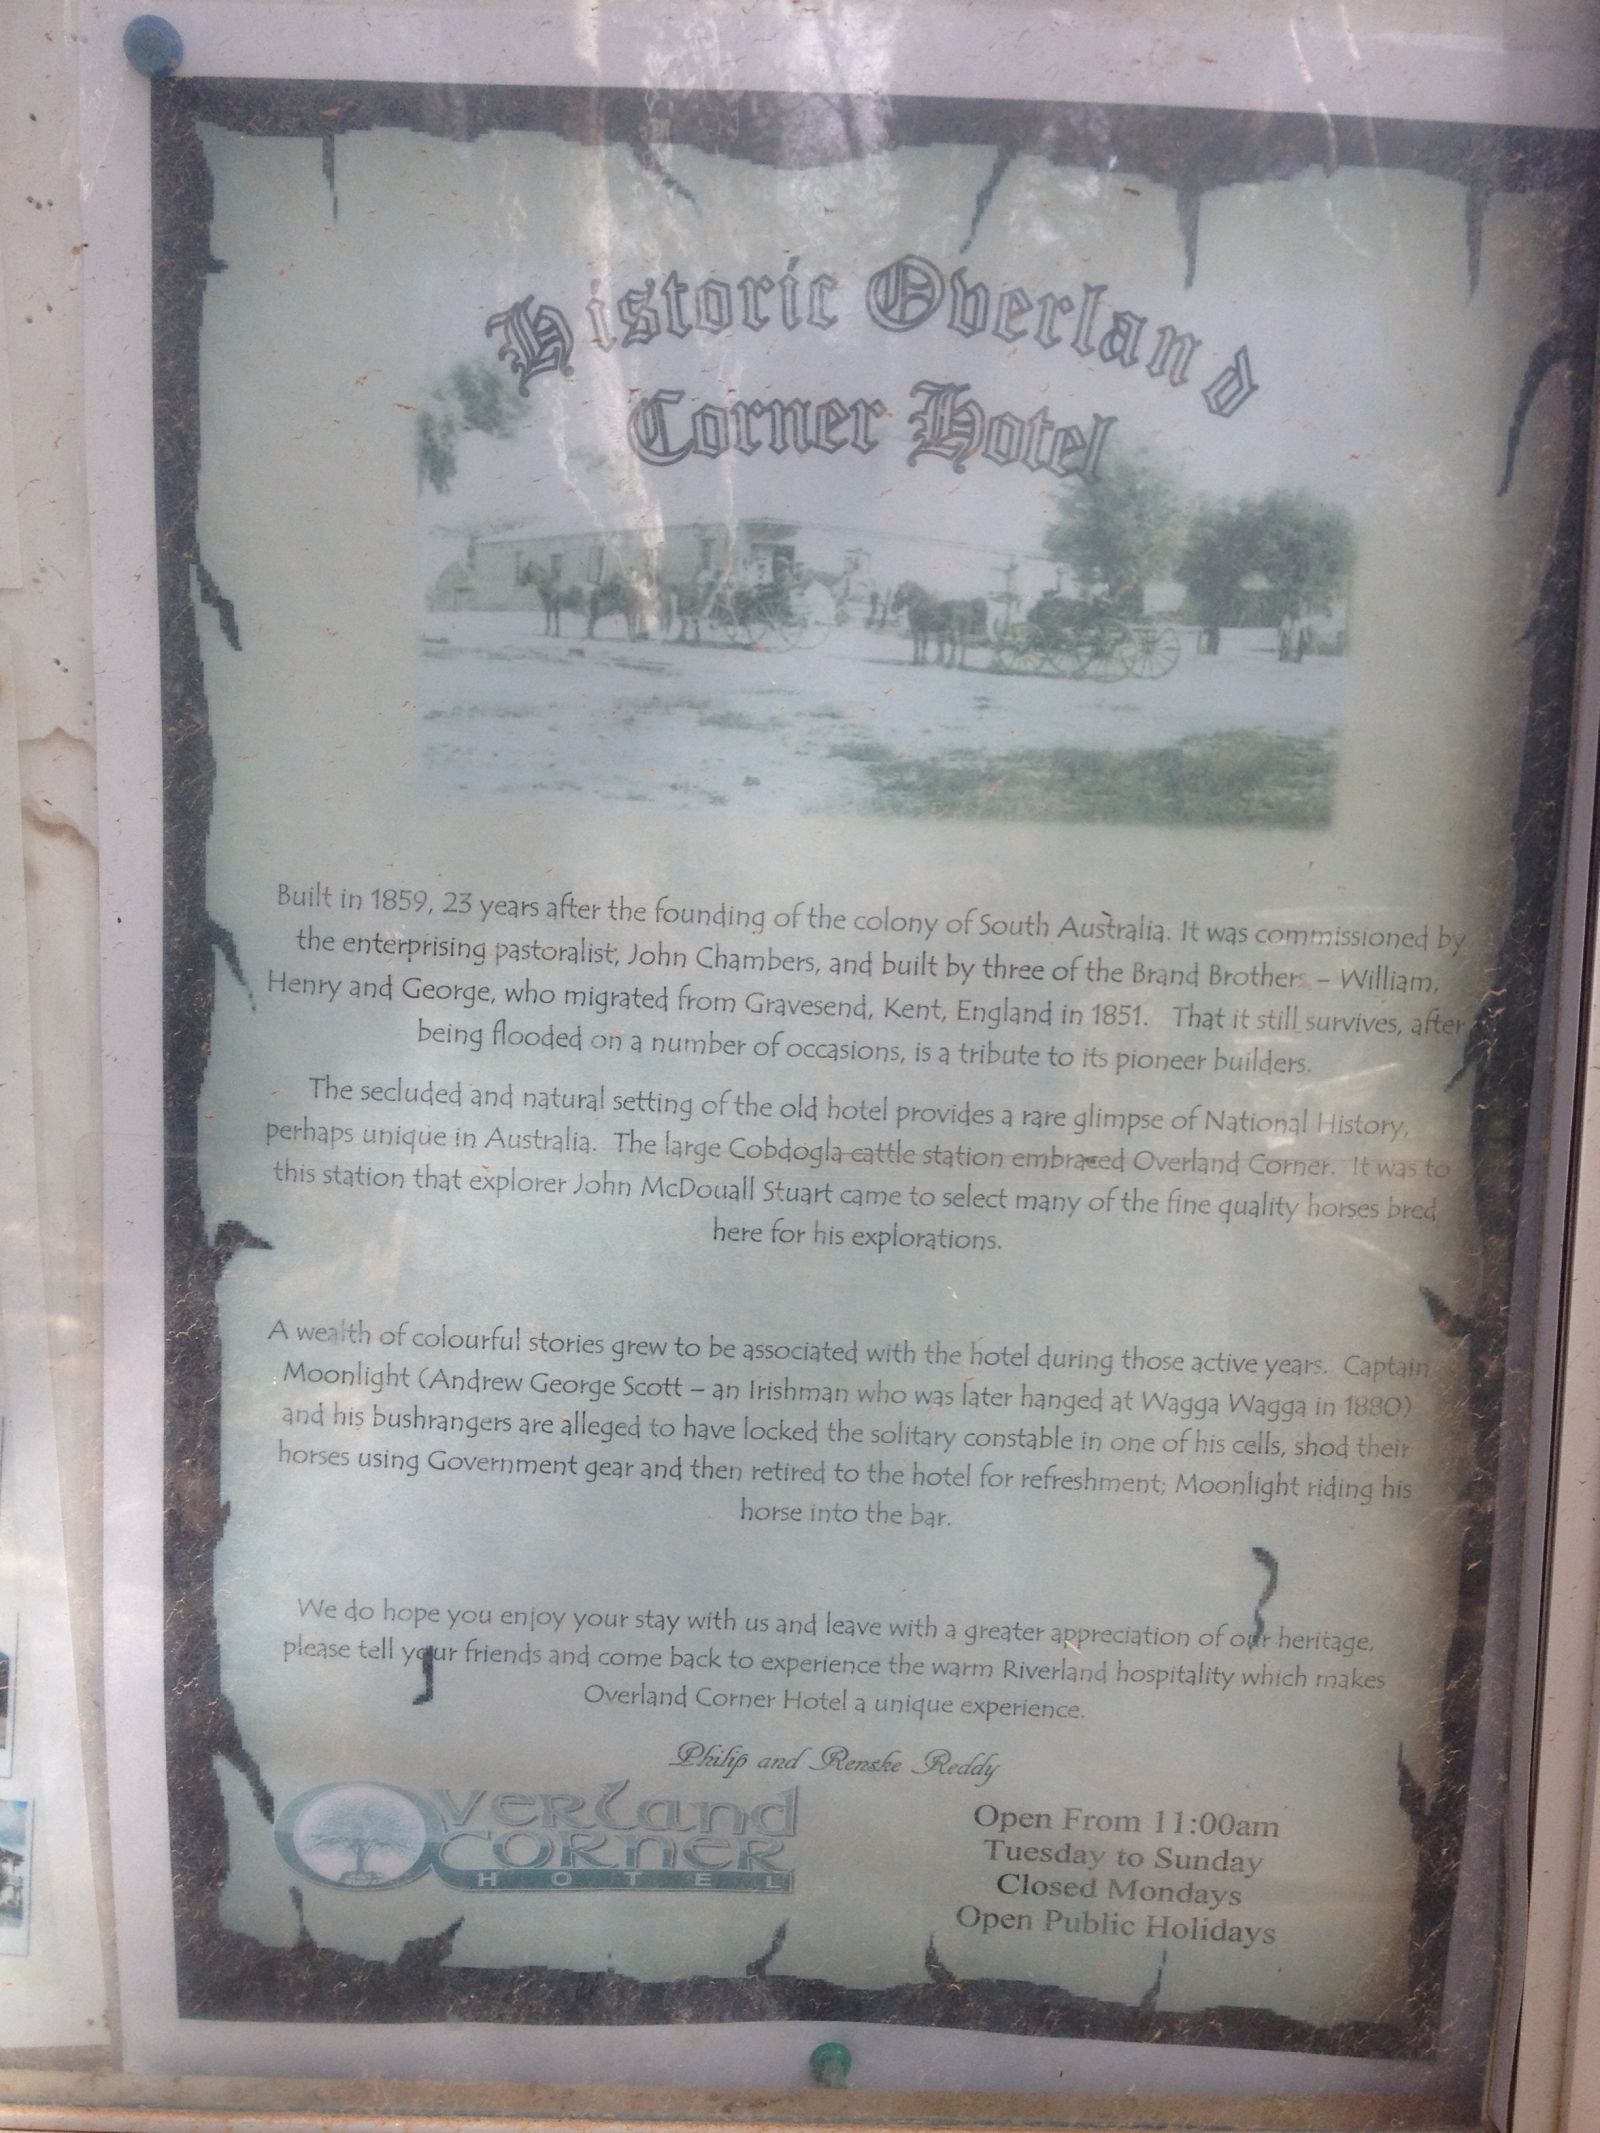 Historic Overland
Corner Hotel
Built in 1859, 23 years after the founding of the colony of South Australia. It was commissioned by
the enterprising pastoralist, John Chambers, and built by three of the Brand Brothers – William,
Henry and George, who migrated from Gravesend, Kent, England in 1851. That it still survives, after
being flooded on a number of occasions, is a tribute to its pioneer builders.
The secluded and natural setting of the old hotel provides a rare glimpse of National History,
perhaps unique in Australia. The large Cobdogla cattle station embraced Overland Corner. It was to
this station that explorer John McDouall Stuart came to select many of the fine quality horses bred
here for his explorations.
A wealth of colourful stories grew to be associated with the hotel during those active years. Captain
Moonlight (Andrew George Scott – an Irishman who was later hanged at Wagga Wagga in 1880)
and his bushrangers are alleged to have locked the solitary constable in one of his cells, shod their
horses using Government gear and then retired to the hotel for refreshment; Moonlight riding his
horse into the bar.
We do hope you enjoy your stay with us and leave with a greater appreciation of our heritage,
please tell your friends and come back to experience the warm Riverland hospitality which makes
Overland Corner Hotel a unique experience.
Philip and Renske Reddy
Overland
Corner
HOTEL
Open From 11:00am
Tuesday to Sunday
Closed Mondays
Open Public Holidays